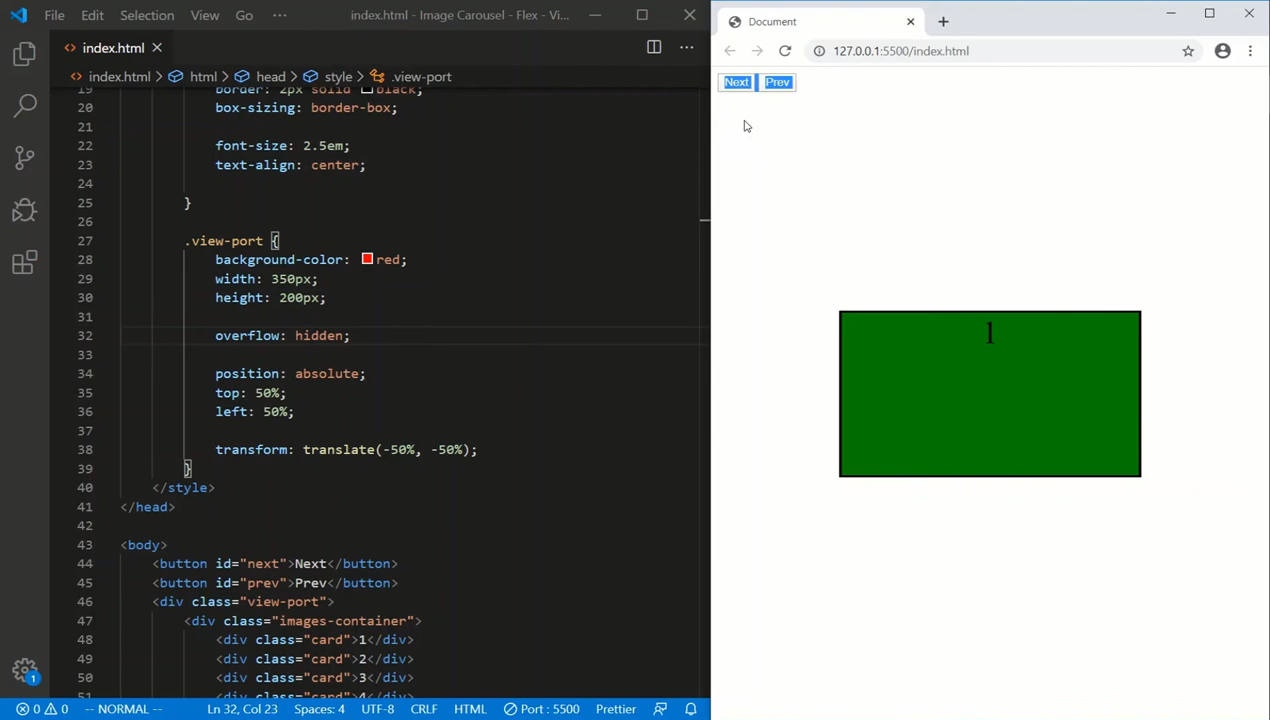 File Edit Selection View Go ··· index.html - Image Carousel - Flex - Vi...
index.html
index.html > html > head > style > .view-port
19 border: 2px solid black;
20 box-sizing: border-box;
21
22 font-size: 2.5em;
23 text-align: center;
24
25 }
26
27 .view-port {
28 background-color: red;
29 width: 350px;
30 height: 200px;
31
32 overflow: hidden;
33
34 position: absolute;
35 top: 50%;
36 left: 50%;
37
38 transform: translate(-50%, -50%);
39 }
40 </style>
41 </head>
42
43 <body>
44 <button id="next">Next</button>
45 <button id="prev">Prev</button>
46 <div class="view-port">
47 <div class="images-container">
48 <div class="card">1</div>
49 <div class="card">2</div>
50 <div class="card">3</div>
51 <div class="card">4</div>
1
0 0 -- NORMAL -- Ln 32, Col 23 Spaces: 4 UTF-8 CRLF HTML Port : 5500 Prettier
Document
127.0.0.1:5500/index.html
Next Prev
1